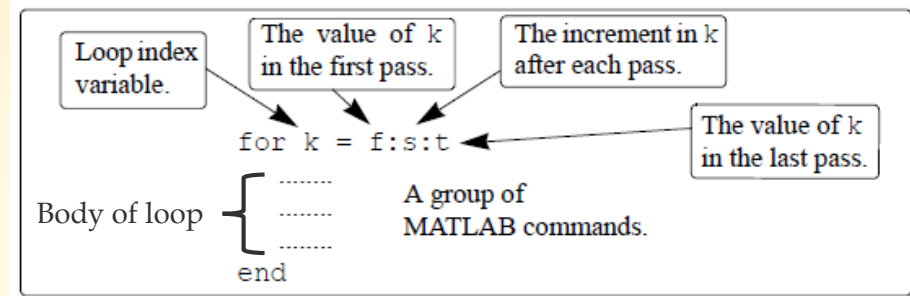 Loop index
variable.
The value of k
in the first pass.
The increment in k
after each pass.
for k = f:s:t
The value of k
in the last pass.
Body of loop
........
........
........
A group of
MATLAB commands.
end